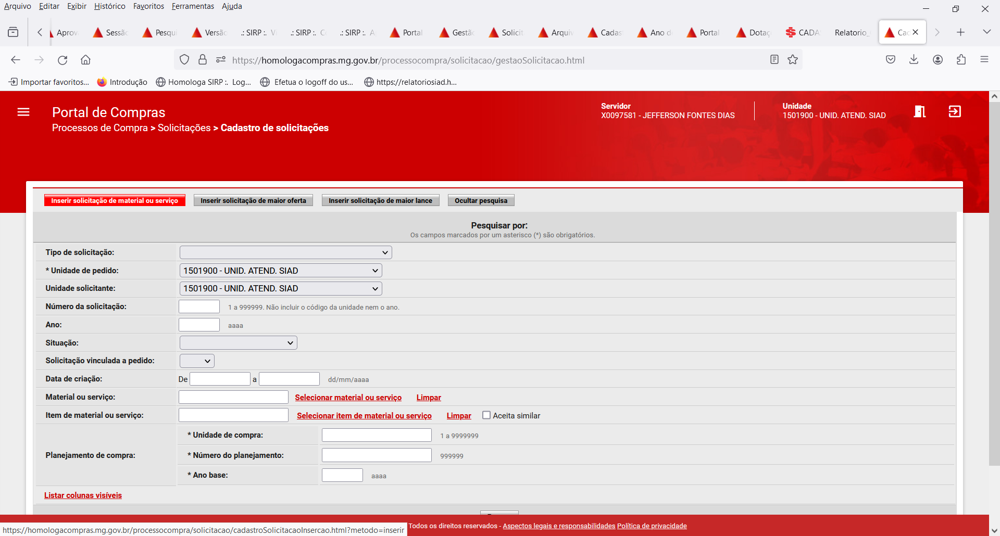 Arquivo Editar Exibir Histórico Favoritos Ferramentas Ajuda
Aprov Sessão Pesqui Versão .: SIRP :. V .: SIRP :. C .: SIRP :. A Portal Gestão Solicit Arquiv Cadas Ano d Portal Dotaç CADA Relatorio_ Cad
https://homologacompras.mg.gov.br/processocompra/solicitacao/gestaoSolicitacao.html
Importar favoritos... Introdução Homologa SIRP :. Log... Efetua o logoff do us... https://relatoriosiad.h...
Portal de Compras
Processos de Compra > Solicitações > Cadastro de solicitações
Servidor
X0097581 - JEFFERSON FONTES DIAS
Unidade
1501900 - UNID. ATEND. SIAD
Inserir solicitação de material ou serviço Inserir solicitação de maior oferta Inserir solicitação de maior lance Ocultar pesquisa
Pesquisar por:
Os campos marcados por um asterisco (*) são obrigatórios.
Tipo de solicitação:
* Unidade de pedido: 1501900 - UNID. ATEND. SIAD
Unidade solicitante: 1501900 - UNID. ATEND. SIAD
Número da solicitação: 1 a 999999. Não incluir o código da unidade nem o ano.
Ano: aaaa
Situação:
Solicitação vinculada a pedido:
Data de criação: De a dd/mm/aaaa
Material ou serviço: Selecionar material ou serviço Limpar
Item de material ou serviço: Selecionar item de material ou serviço Limpar Aceita similar
Planejamento de compra:
* Unidade de compra: 1 a 9999999
* Número do planejamento: 999999
* Ano base: aaaa
Listar colunas visíveis
Todos os direitos reservados - Aspectos legais e responsabilidades Política de privacidade
https://homologacompras.mg.gov.br/processocompra/solicitacao/cadastroSolicitacaoInsercao.html?metodo=inserir